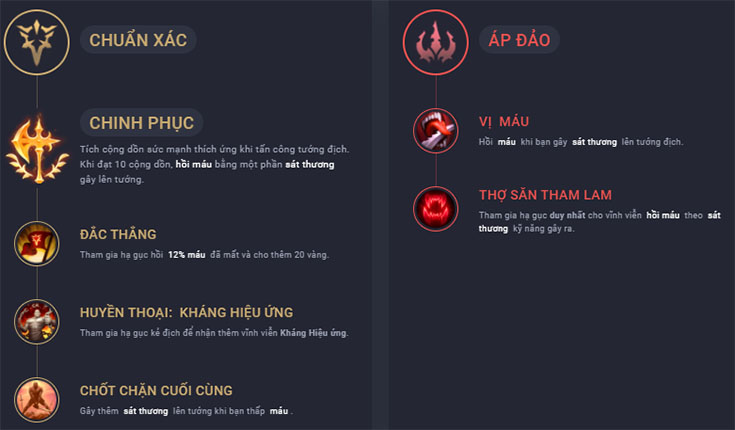 CHUẨN XÁC
CHINH PHỤC
Tích cộng dồn sức mạnh thích ứng khi tấn công tướng địch.
Khi đạt 10 cộng dồn, hồi máu bằng một phần sát thương
gây lên tướng.
ĐẮC THẮNG
Tham gia hạ gục hồi 12% máu đã mất và cho thêm 20 vàng.
HUYỀN THOẠI: KHÁNG HIỆU ỨNG
Tham gia hạ gục kẻ địch để nhận thêm vĩnh viễn Kháng Hiệu ứng.
CHỐT CHẶN CUỐI CÙNG
Gây thêm sát thương lên tướng khi bạn thấp máu .
ÁP ĐẢO
VỊ MÁU
Hồi máu khi bạn gây sát thương lên tướng địch.
THỢ SĂN THAM LAM
Tham gia hạ gục duy nhất cho vĩnh viễn hồi máu theo sát
thương kỹ năng gây ra.